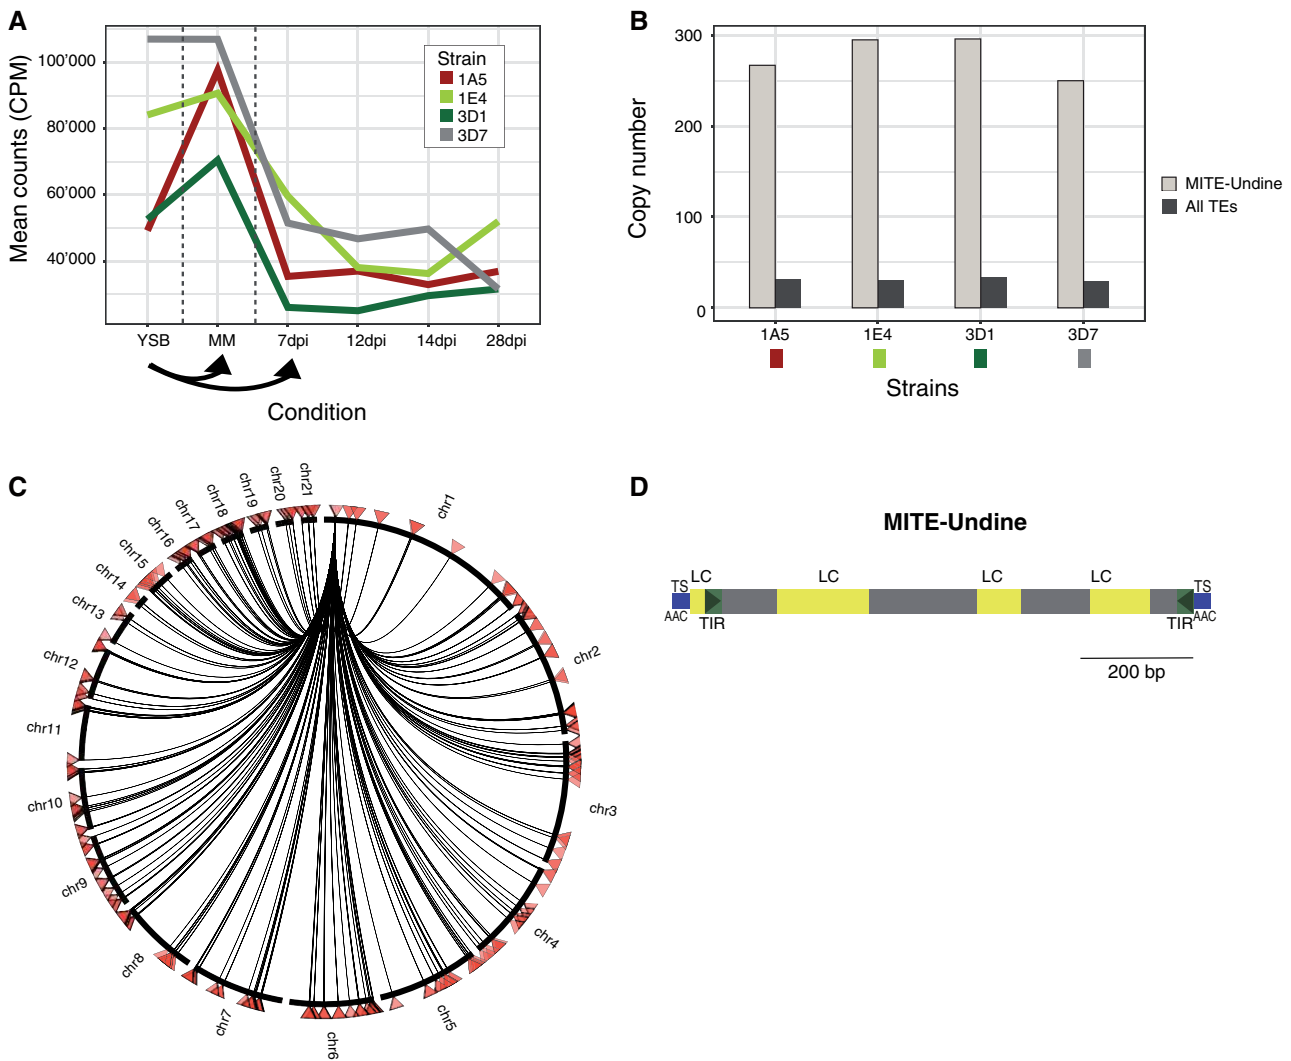 A
Mean counts (CPM)
100'000
80'000
60'000
40'000
Strain
1A5
1E4
3D1
3D7
YSB MM 7dpi 12dpi 14dpi 28dpi
Condition
B
Copy number
300
200
100
0
1A5 1E4 3D1 3D7
Strains
MITE-Undine
All TEs
C
chr1
chr2
chr3
chr4
chr5
chr6
chr7
chr8
chr9
chr10
chr11
chr12
chr13
chr14
chr15
chr16
chr17
chr18
chr19
chr20
chr21
D
MITE-Undine
TS LC LC LC LC TS
AAC TIR TIR AAC
200 bp